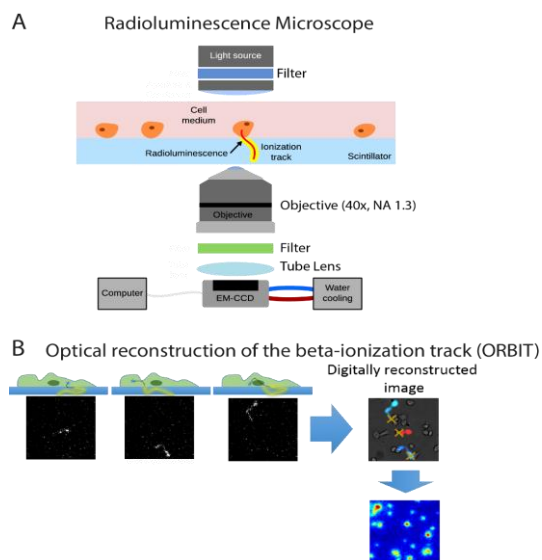 A
Radioluminescence Microscope
Light source
Filter
Cell
medium
Radioluminescence
Ionization
track
Scintillator
Objective
Objective (40x, NA 1.3)
Filter
Tube Lens
Computer
EM-CCD
Water
cooling
B
Optical reconstruction of the beta-ionization track (ORBIT)
Digitally reconstructed
image